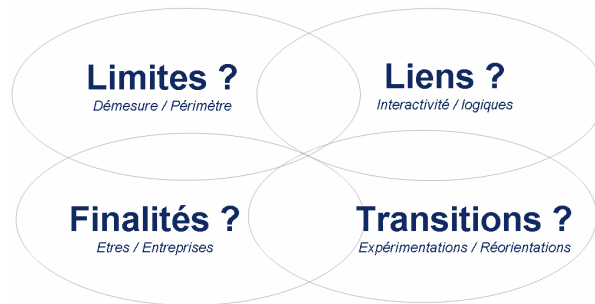 Limites ?
Démesure / Périmètre
Liens ?
Interactivité / logiques
Finalités ?
Etres / Entreprises
Transitions ?
Expérimentations / Réorientations